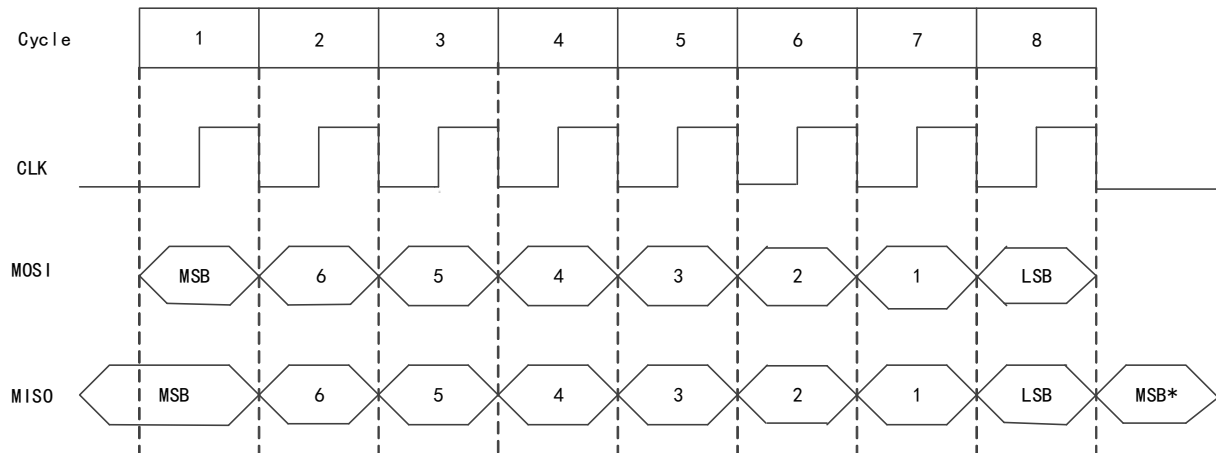 Cycle 1 2 3 4 5 6 7 8
CLK
MOSI MSB 6 5 4 3 2 1 LSB
MISO MSB 6 5 4 3 2 1 LSB MSB*